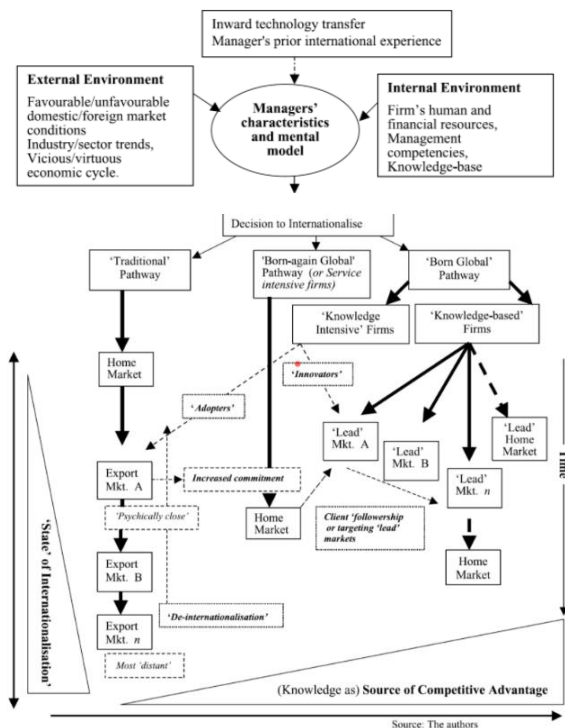 Inward technology transfer
Manager's prior international experience
External Environment
Favourable/unfavourable
domestic/foreign market
conditions
Industry/sector trends,
Vicious/virtuous
economic cycle.
Managers'
characteristics
and mental
model
Internal Environment
Firm's human and
financial resources,
Management
competencies,
Knowledge-base
Decision to Internationalise
'Traditional'
Pathway
'Born-again Global'
Pathway (or Service
intensive firms)
'Born Global'
Pathway
'Knowledge
Intensive' Firms
'Knowledge-based'
Firms
Home
Market
'Innovators'
'Adopters'
'Lead'
Mkt. A
'Lead'
Mkt. B
'Lead'
Home
Market
'Lead'
Mkt. n
Time
Export
Mkt. A
Increased commitment
'Psychically close'
Home
Market
Client 'followership
or targeting 'lead'
markets
Home
Market
Export
Mkt. B
'De-internationalisation'
Export
Mkt. n
Most 'distant'
'State' of Internationalisation'
(Knowledge as) Source of Competitive Advantage
Source: The authors